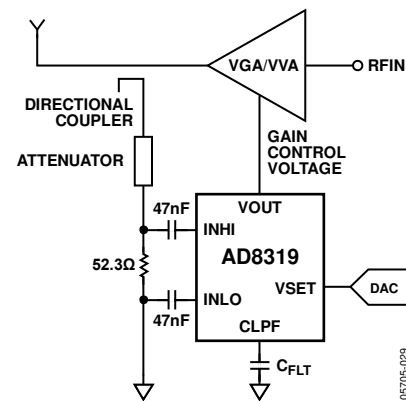 VGA/VVA
RFIN
DIRECTIONAL
COUPLER
ATTENUATOR
GAIN
CONTROL
VOLTAGE
47nF
VOUT
INHI
AD8319
52.3Ω
VSET
DAC
INLO
47nF
CLPF
CFLT
05705-029